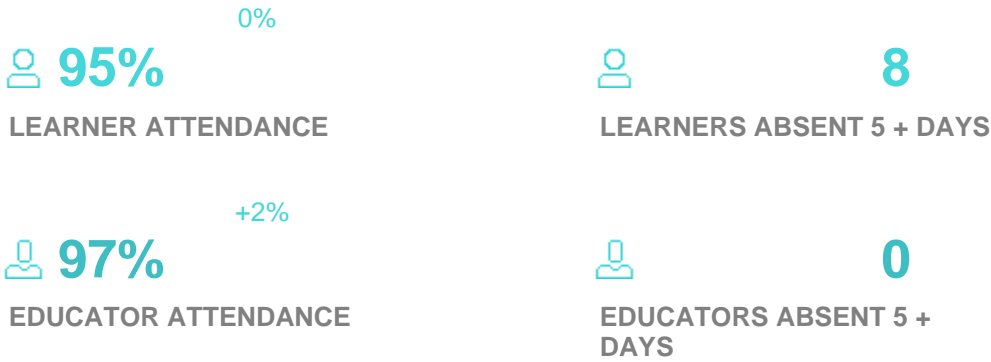 0%
95%
8
LEARNER ATTENDANCE
LEARNERS ABSENT 5 + DAYS
+2%
97%
0
EDUCATOR ATTENDANCE
EDUCATORS ABSENT 5 +
DAYS